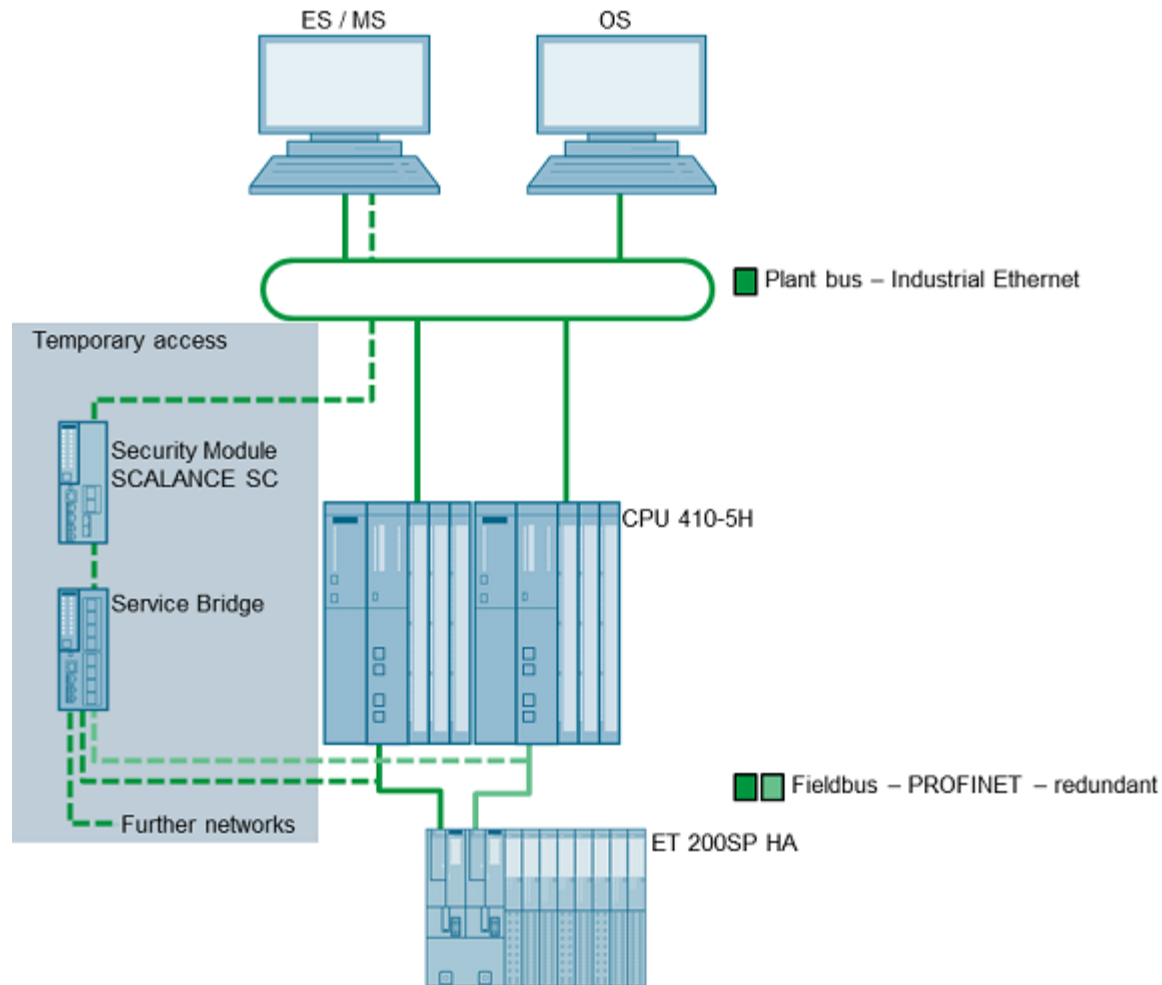 ES / MS
OS
Plant bus – Industrial Ethernet
Temporary access
Security Module
SCALANCE SC
CPU 410-5H
Service Bridge
Fieldbus – PROFINET – redundant
Further networks
ET 200SP HA